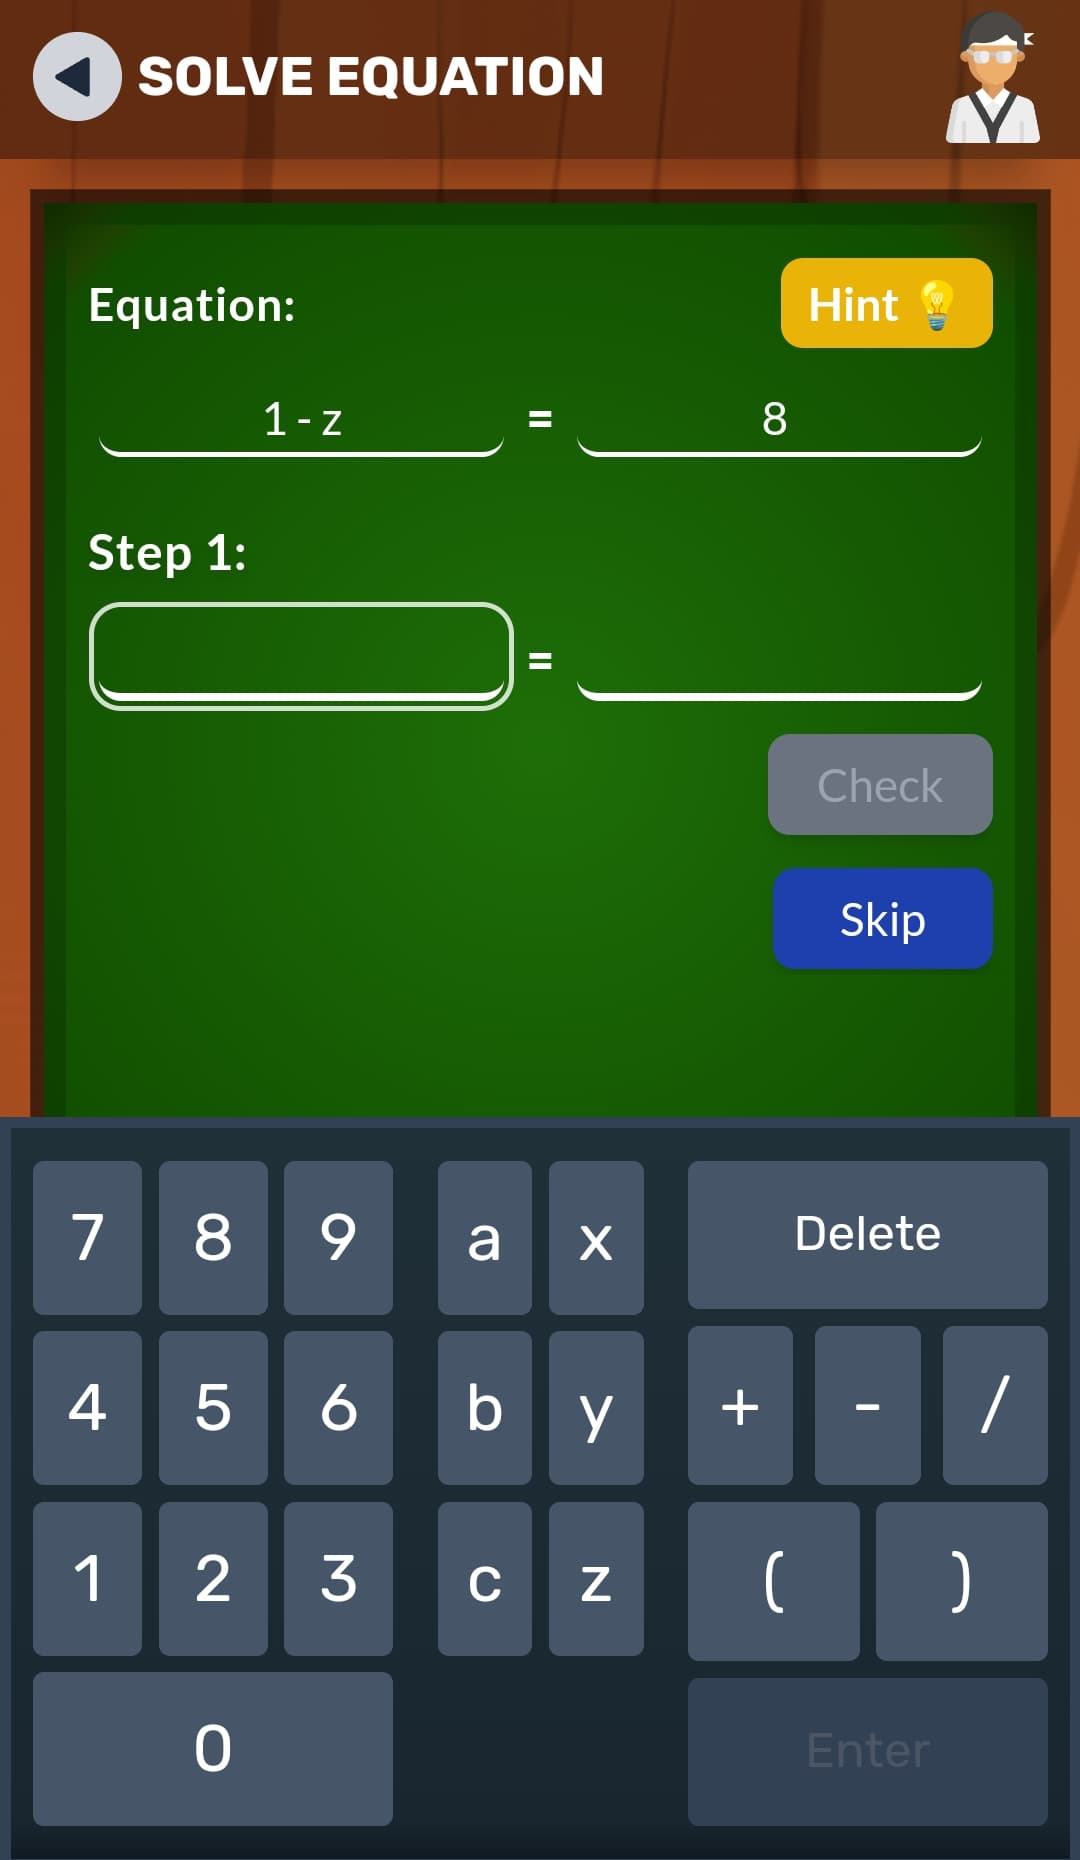 SOLVE EQUATION
Equation:
Hint
1 - z = 8
Step 1:
=
Check
Skip
7 8 9 a x Delete
4 5 6 b y + - /
1 2 3 c z ( )
0 Enter